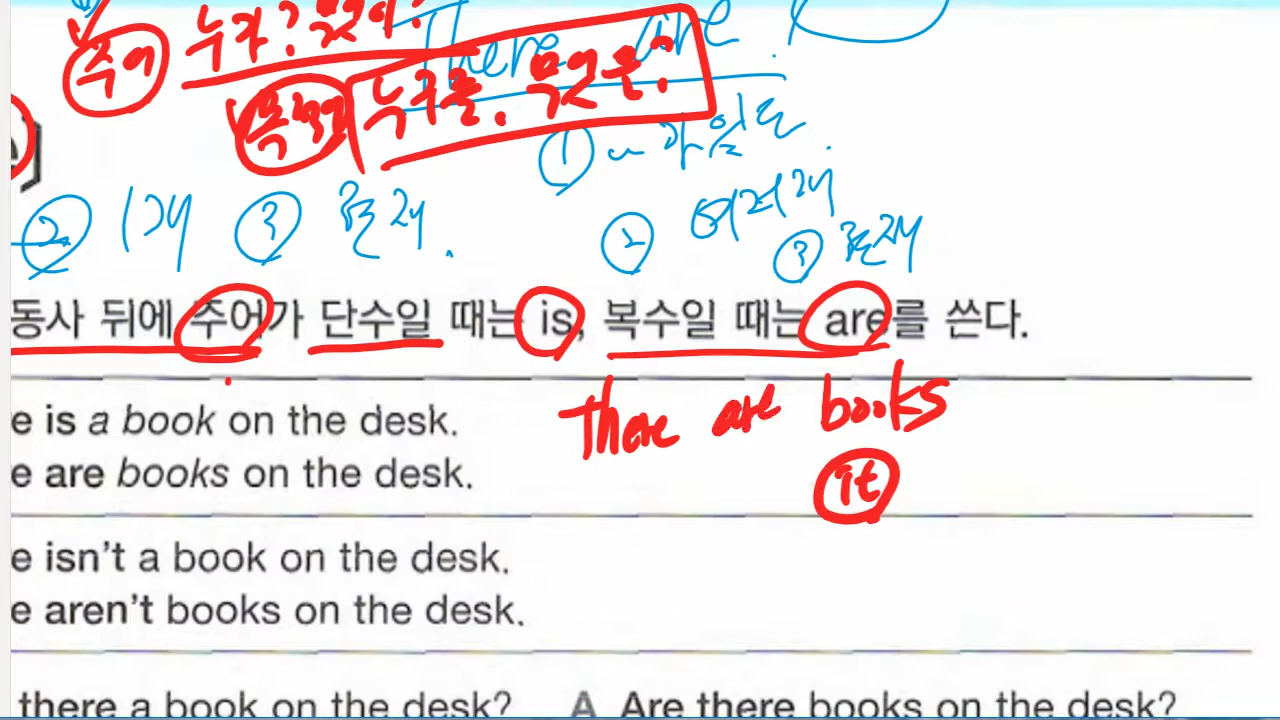 There are.
주어 누가? 무엇이?
목적어 누구를. 무엇을?
① ~ 가 있다.
e]
② 1개 ③ 존재. ② 여러개 ③ 존재
동사 뒤에 주어가 단수일 때는 is, 복수일 때는 are를 쓴다.
there are books
e is a book on the desk.
it
e are books on the desk.
e isn't a book on the desk.
e aren't books on the desk.
there a book on the desk? A Are there books on the desk?